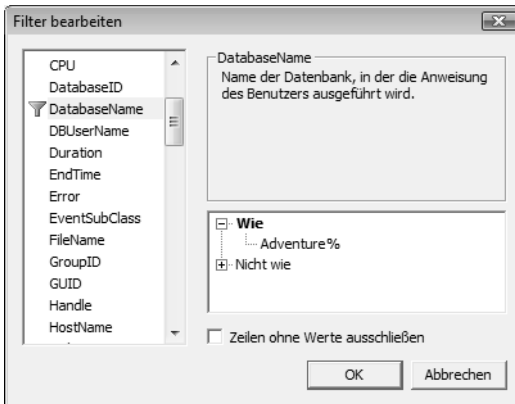 Filter bearbeiten
CPU
DatabaseID
DatabaseName
DBUserName
Duration
EndTime
Error
EventSubClass
FileName
GroupID
GUID
Handle
HostName
DatabaseName
Name der Datenbank, in der die Anweisung
des Benutzers ausgeführt wird.
Wie
Adventure%
Nicht wie
Zeilen ohne Werte ausschließen
OK
Abbrechen